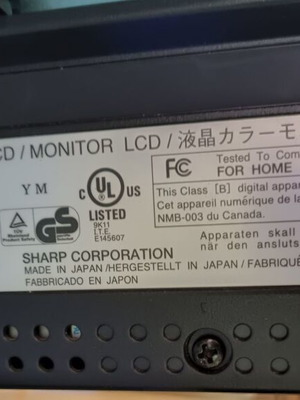 CD / MONITOR LCD / 液晶カラーモ
Y M
C UL US
LISTED
9K11
I.T.E.
E145607
FC Tested To Com
FOR HOME
This Class [B] digital appar
Cet appareil numérique de la
NMB-003 du Canada.
TÜV
GS
Apparaten skall
när den ansluts
SHARP CORPORATION
MADE IN JAPAN /HERGESTELLT IN JAPAN / FABRIQUÉ
FABBRICADO EN JAPON